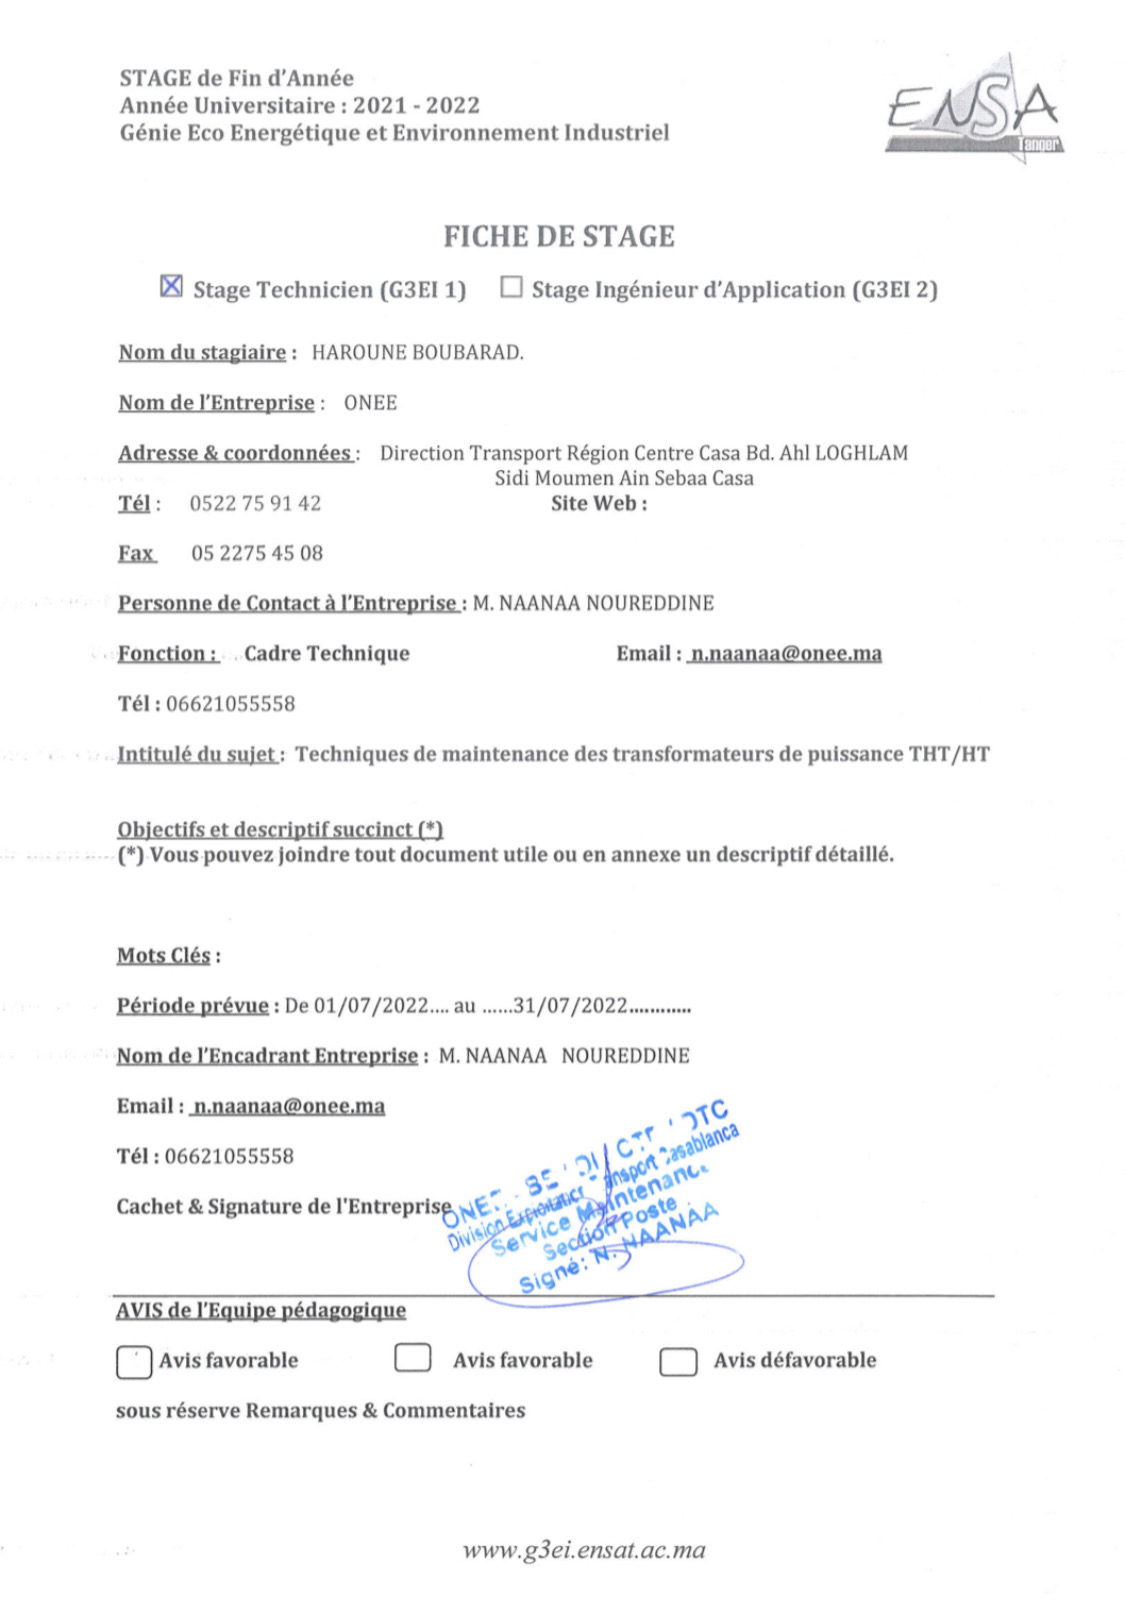 STAGE de Fin d'Année
Année Universitaire : 2021 - 2022
Génie Eco Energétique et Environnement Industriel
ENSA
Tanger
FICHE DE STAGE
Stage Technicien (G3EI 1) Stage Ingénieur d'Application (G3EI 2)
Nom du stagiaire : HAROUNE BOUBARAD.
Nom de l'Entreprise : ONEE
Adresse & coordonnées : Direction Transport Région Centre Casa Bd. Ahl LOGHLAM
Sidi Moumen Ain Sebaa Casa
Tél : 0522 75 91 42 Site Web :
Fax 05 2275 45 08
Personne de Contact à l'Entreprise : M. NAANAA NOUREDDINE
Fonction : Cadre Technique Email : n.naanaa@onee.ma
Tél : 06621055558
Intitulé du sujet : Techniques de maintenance des transformateurs de puissance THT/HT
Objectifs et descriptif succinct (*)
(*) Vous pouvez joindre tout document utile ou en annexe un descriptif détaillé.
Mots Clés :
Période prévue : De 01/07/2022.... au ......31/07/2022............
Nom de l'Encadrant Entreprise : M. NAANAA NOUREDDINE
Email : n.naanaa@onee.ma
Tél : 06621055558
Cachet & Signature de l'Entreprise
Division Casablanca
Service Maintenance
Section Poste
Signé: N. NAANAA
AVIS de l'Equipe pédagogique
Avis favorable Avis favorable Avis défavorable
sous réserve Remarques & Commentaires
www.g3ei.ensat.ac.ma